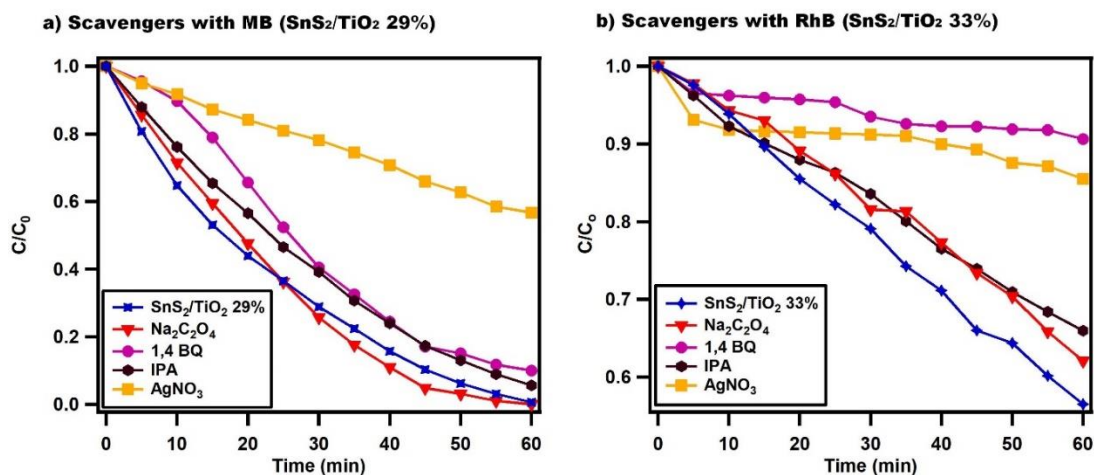 a) Scavengers with MB (SnS₂/TiO₂ 29%)
C/C₀
1.0
0.8
0.6
0.4
0.2
0.0
SnS₂/TiO₂ 29%
Na₂C₂O₄
1,4 BQ
IPA
AgNO₃
0 10 20 30 40 50 60
Time (min)
b) Scavengers with RhB (SnS₂/TiO₂ 33%)
C/Cₒ
1.0
0.9
0.8
0.7
0.6
SnS₂/TiO₂ 33%
Na₂C₂O₄
1,4 BQ
IPA
AgNO₃
0 10 20 30 40 50 60
Time (min)